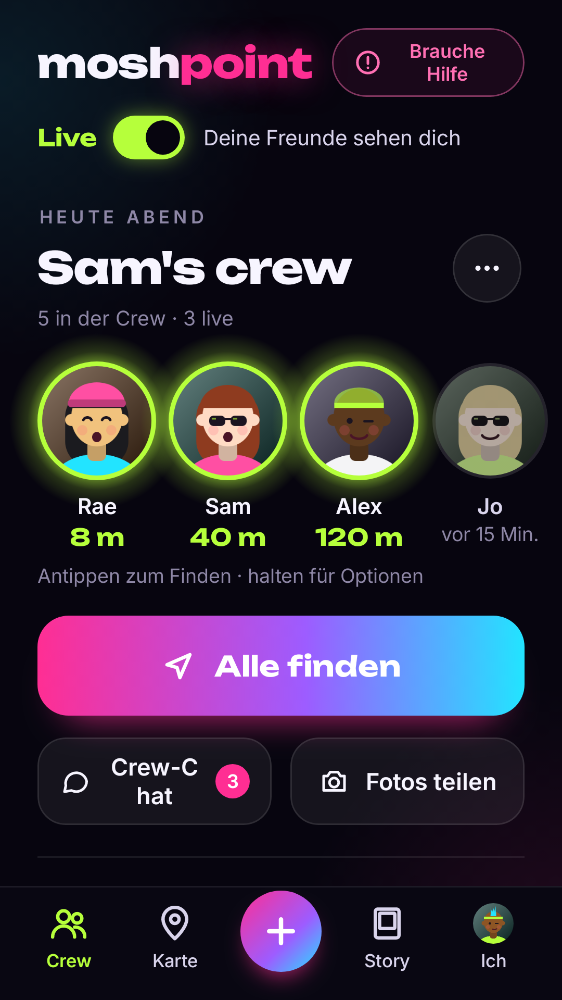 moshpoint
Brauche
Hilfe
Live
Deine Freunde sehen dich
HEUTE ABEND
Sam's crew
5 in der Crew · 3 live
Rae
Sam
Alex
Jo
8 m
40 m
120 m
vor 15 Min.
Antippen zum Finden · halten für Optionen
Alle finden
Crew-C
hat
3
Fotos teilen
Crew
Karte
Story
Ich